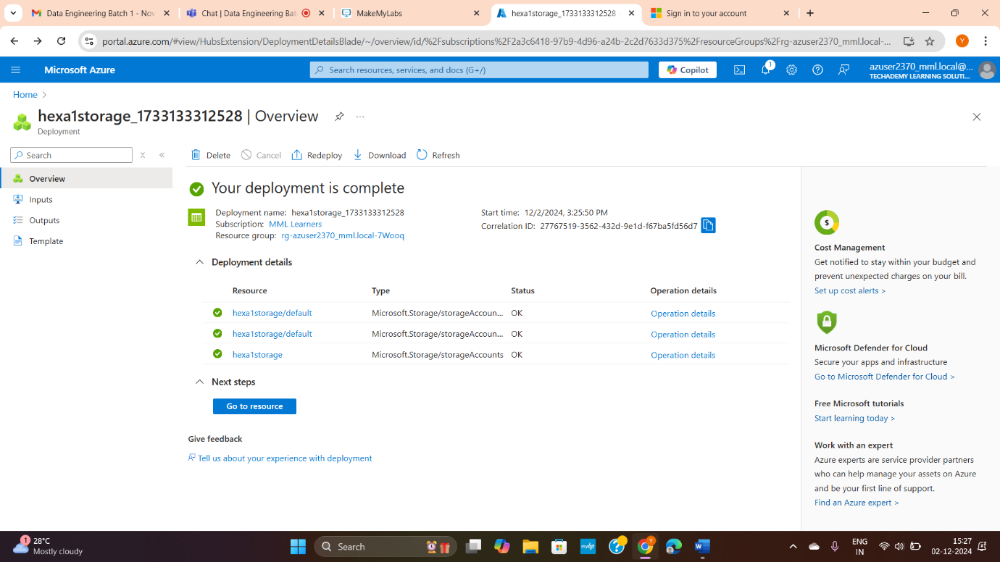 Data Engineering Batch 1 - Nov
Chat | Data Engineering Bat
MakeMyLabs
hexa1storage_1733133312528
Sign in to your account
portal.azure.com/#view/HubsExtension/DeploymentDetailsBlade/~/overview/id/%2Fsubscriptions%2F2a3c6418-97b9-4d96-a24b-2c2d7633d375%2FresourceGroups%2Frg-azuser2370_mml.local-...
Y
Microsoft Azure
Search resources, services, and docs (G+/)
Copilot
1
azuser2370_mml.local@...
TECHADEMY LEARNING SOLUTI...
Home
hexa1storage_1733133312528 | Overview
...
Deployment
Search
Overview
Inputs
Outputs
Template
Delete
Cancel
Redeploy
Download
Refresh
Your deployment is complete
Deployment name: hexa1storage_1733133312528
Subscription: MML Learners
Resource group: rg-azuser2370_mml.local-7Wooq
Start time: 12/2/2024, 3:25:50 PM
Correlation ID: 27767519-3562-432d-9e1d-f67ba5fd56d7
Deployment details
Resource Type Status Operation details
hexa1storage/default Microsoft.Storage/storageAccoun... OK Operation details
hexa1storage/default Microsoft.Storage/storageAccoun... OK Operation details
hexa1storage Microsoft.Storage/storageAccounts OK Operation details
Next steps
Go to resource
Give feedback
Tell us about your experience with deployment
Cost Management
Get notified to stay within your budget and
prevent unexpected charges on your bill.
Set up cost alerts >
Microsoft Defender for Cloud
Secure your apps and infrastructure
Go to Microsoft Defender for Cloud >
Free Microsoft tutorials
Start learning today >
Work with an expert
Azure experts are service provider partners
who can help manage your assets on Azure
and be your first line of support.
Find an Azure expert >
1
28°C
Mostly cloudy
Search
myhp
ENG
IN
15:27
02-12-2024